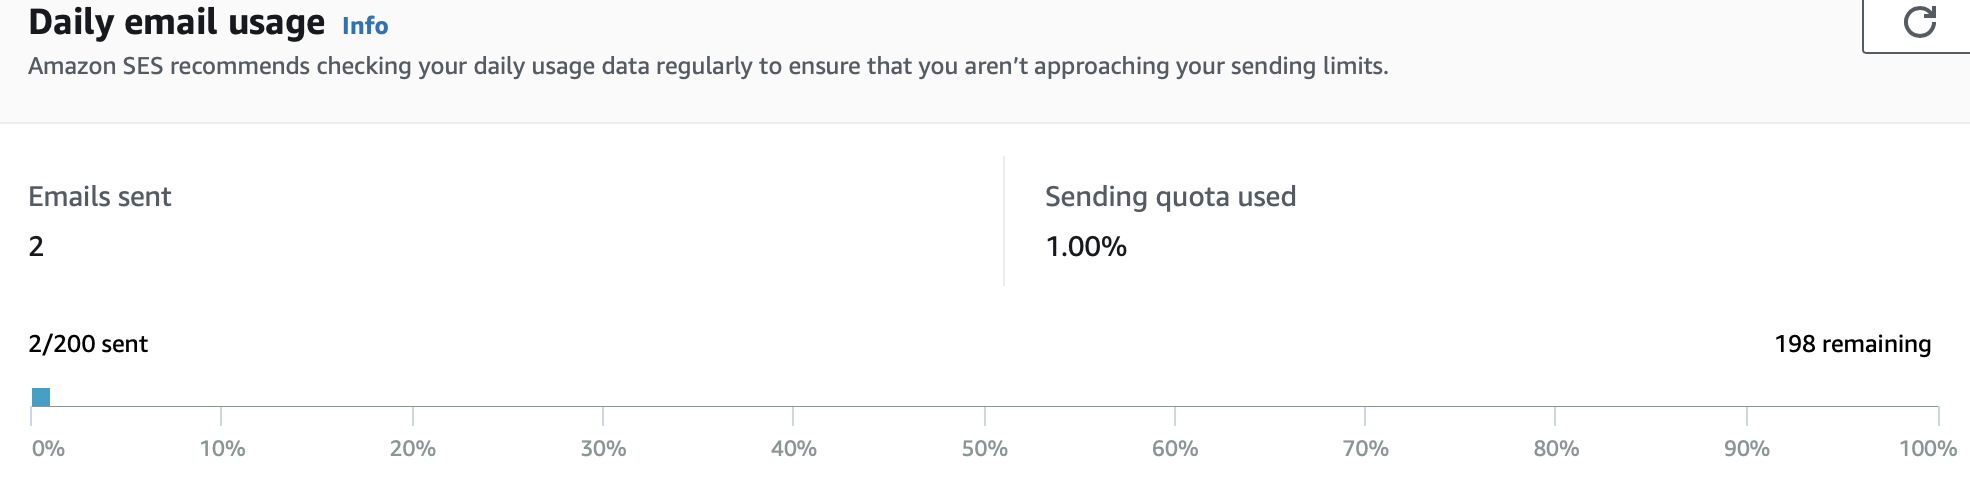 Daily email usage Info
Amazon SES recommends checking your daily usage data regularly to ensure that you aren’t approaching your sending limits.
Emails sent
2
Sending quota used
1.00%
2/200 sent
198 remaining
0% 10% 20% 30% 40% 50% 60% 70% 80% 90% 100%